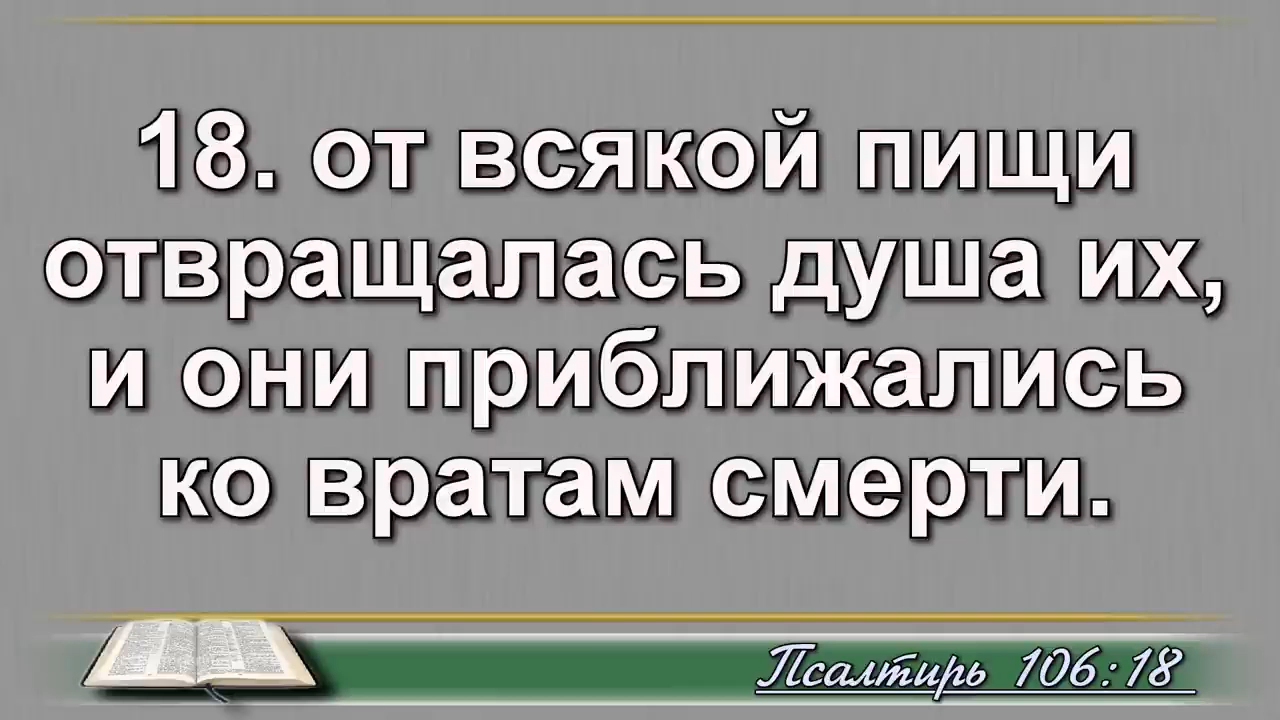 18. от всякой пищи
отвращалась душа их,
и они приближались
ко вратам смерти.
Псалтирь 106:18